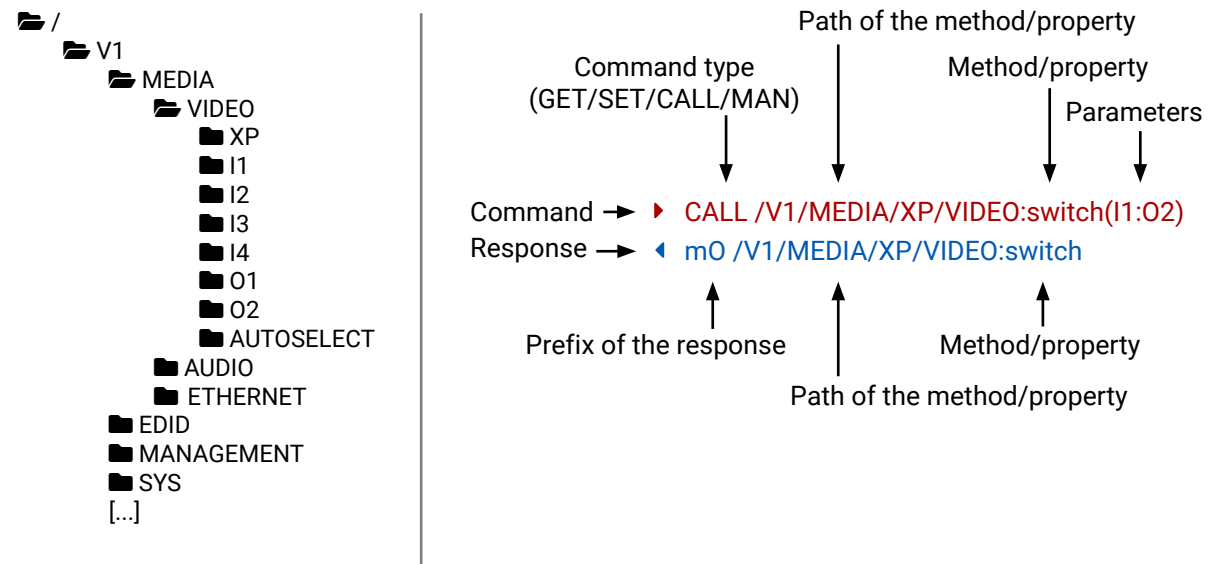 /
V1
MEDIA
VIDEO
XP
I1
I2
I3
I4
O1
O2
AUTOSELECT
AUDIO
ETHERNET
EDID
MANAGEMENT
SYS
[...]
Path of the method/property
Command type
(GET/SET/CALL/MAN)
Method/property
Parameters
Command
CALL /V1/MEDIA/XP/VIDEO:switch(I1:O2)
Response
mO /V1/MEDIA/XP/VIDEO:switch
Prefix of the response
Method/property
Path of the method/property